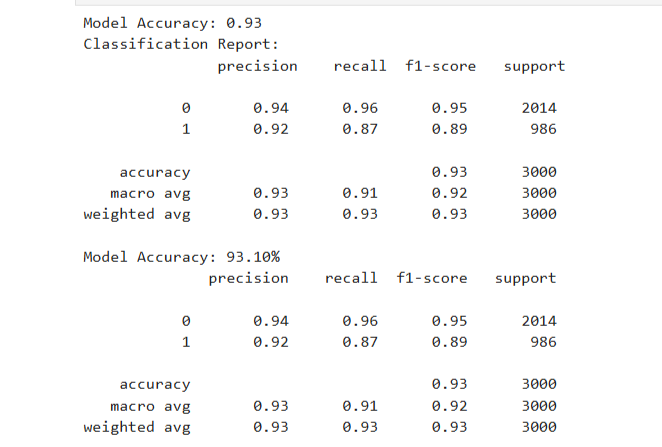 Model Accuracy: 0.93
Classification Report:
precision recall f1-score support
0 0.94 0.96 0.95 2014
1 0.92 0.87 0.89 986
accuracy 0.93 3000
macro avg 0.93 0.91 0.92 3000
weighted avg 0.93 0.93 0.93 3000
Model Accuracy: 93.10%
precision recall f1-score support
0 0.94 0.96 0.95 2014
1 0.92 0.87 0.89 986
accuracy 0.93 3000
macro avg 0.93 0.91 0.92 3000
weighted avg 0.93 0.93 0.93 3000